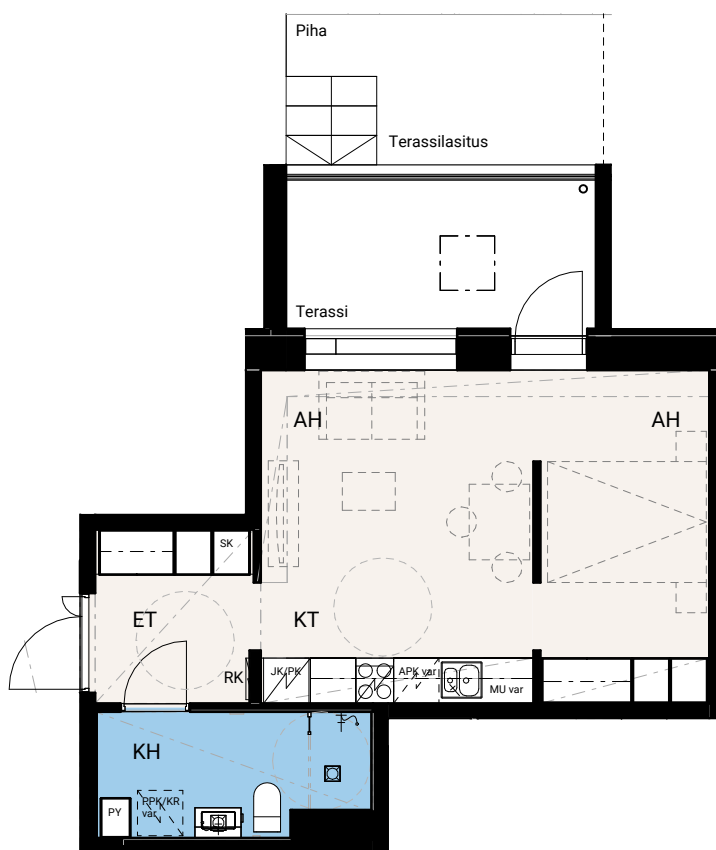 Piha
Terassilasitus
Terassi
AH
AH
SK
ET
KT
RK
JK/PK
APK var
MU var
KH
PY
PPK/KR
var